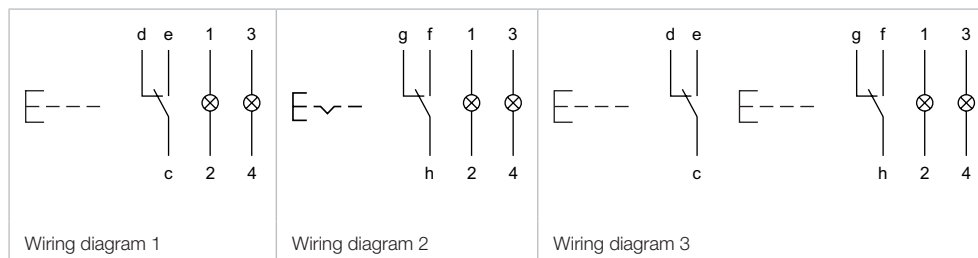 d e 1 3 g f 1 3 d e g f 1 3
c 2 4 h 2 4 c h 2 4
Wiring diagram 1 Wiring diagram 2 Wiring diagram 3